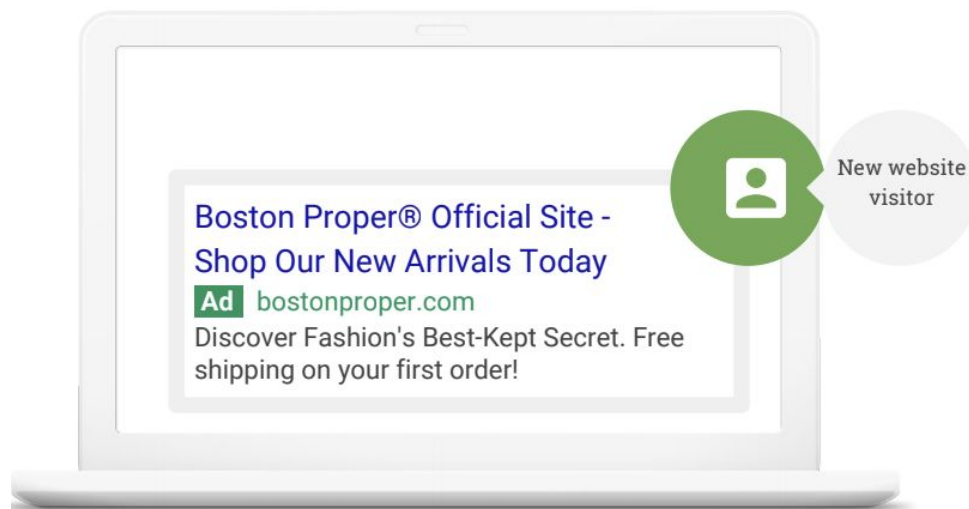 Boston Proper® Official Site -
Shop Our New Arrivals Today
Ad bostonproper.com
Discover Fashion's Best-Kept Secret. Free
shipping on your first order!
New website
visitor